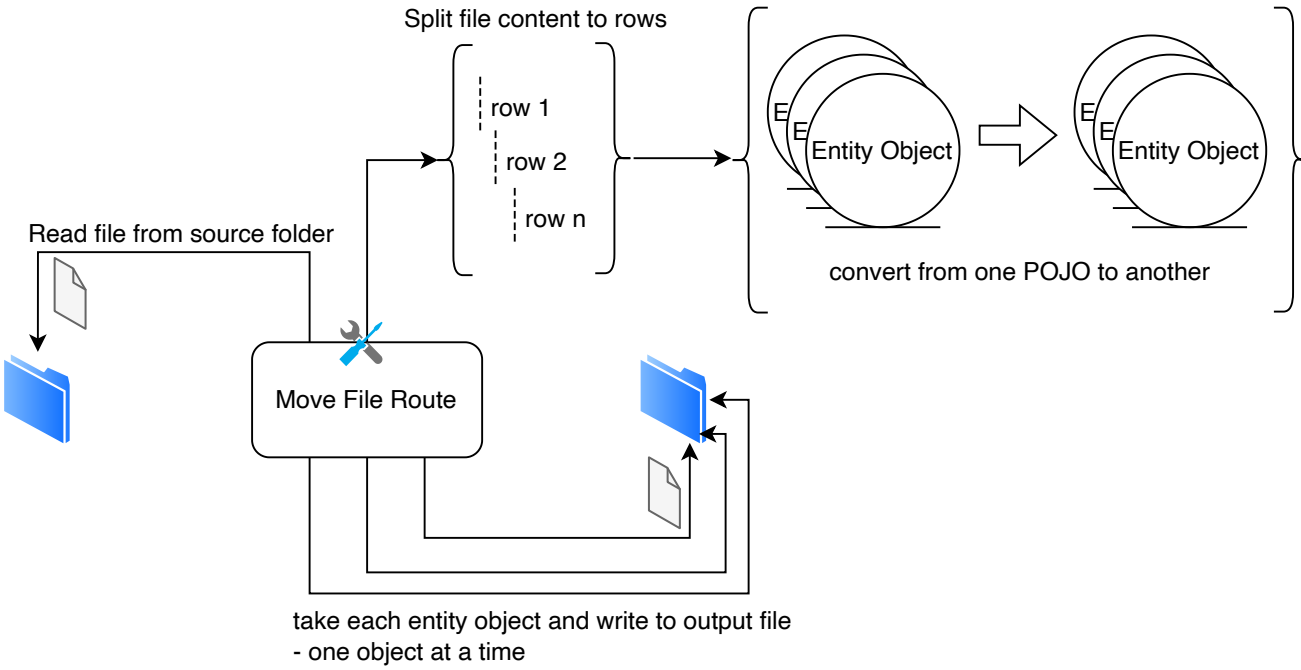 Split file content to rows
row 1
row 2
row n
E
E
Entity Object
E
E
Entity Object
convert from one POJO to another
Read file from source folder
Move File Route
take each entity object and write to output file
- one object at a time